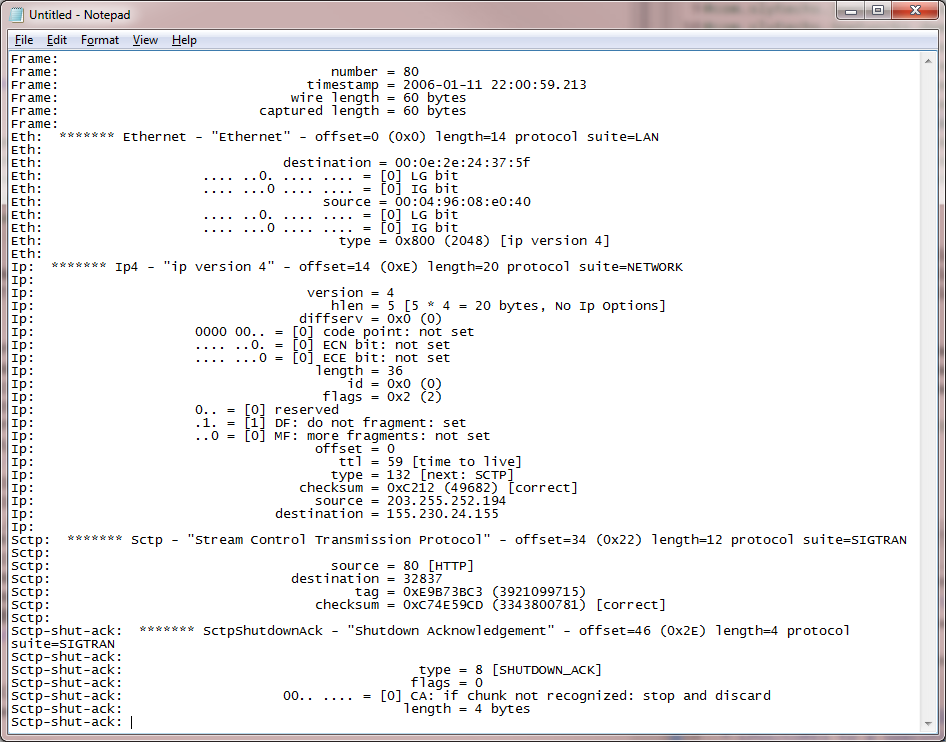 Untitled - Notepad
File Edit Format View Help
Frame:
Frame: number = 80
Frame: timestamp = 2006-01-11 22:00:59.213
Frame: wire length = 60 bytes
Frame: captured length = 60 bytes
Frame:
Eth: ******* Ethernet - "Ethernet" - offset=0 (0x0) length=14 protocol suite=LAN
Eth:
Eth: destination = 00:0e:2e:24:37:5f
Eth: .... ..0. .... .... = [0] LG bit
Eth: .... ...0 .... .... = [0] IG bit
Eth: source = 00:04:96:08:e0:40
Eth: .... ..0. .... .... = [0] LG bit
Eth: .... ...0 .... .... = [0] IG bit
Eth: type = 0x800 (2048) [ip version 4]
Eth:
Ip: ******* Ip4 - "ip version 4" - offset=14 (0xE) length=20 protocol suite=NETWORK
Ip:
Ip: version = 4
Ip: hlen = 5 [5 * 4 = 20 bytes, No Ip Options]
Ip: diffserv = 0x0 (0)
Ip: 0000 00.. = [0] code point: not set
Ip: .... ..0. = [0] ECN bit: not set
Ip: .... ...0 = [0] ECE bit: not set
Ip: length = 36
Ip: id = 0x0 (0)
Ip: flags = 0x2 (2)
Ip: 0.. = [0] reserved
Ip: .1. = [1] DF: do not fragment: set
Ip: ..0 = [0] MF: more fragments: not set
Ip: offset = 0
Ip: ttl = 59 [time to live]
Ip: type = 132 [next: SCTP]
Ip: checksum = 0xC212 (49682) [correct]
Ip: source = 203.255.252.194
Ip: destination = 155.230.24.155
Ip:
Sctp: ******* Sctp - "Stream Control Transmission Protocol" - offset=34 (0x22) length=12 protocol suite=SIGTRAN
Sctp:
Sctp: source = 80 [HTTP]
Sctp: destination = 32837
Sctp: tag = 0xE9B73BC3 (3921099715)
Sctp: checksum = 0xC74E59CD (3343800781) [correct]
Sctp:
Sctp-shut-ack: ******* SctpShutdownAck - "Shutdown Acknowledgement" - offset=46 (0x2E) length=4 protocol
suite=SIGTRAN
Sctp-shut-ack:
Sctp-shut-ack: type = 8 [SHUTDOWN_ACK]
Sctp-shut-ack: flags = 0
Sctp-shut-ack: 00.. .... = [0] CA: if chunk not recognized: stop and discard
Sctp-shut-ack: length = 4 bytes
Sctp-shut-ack: